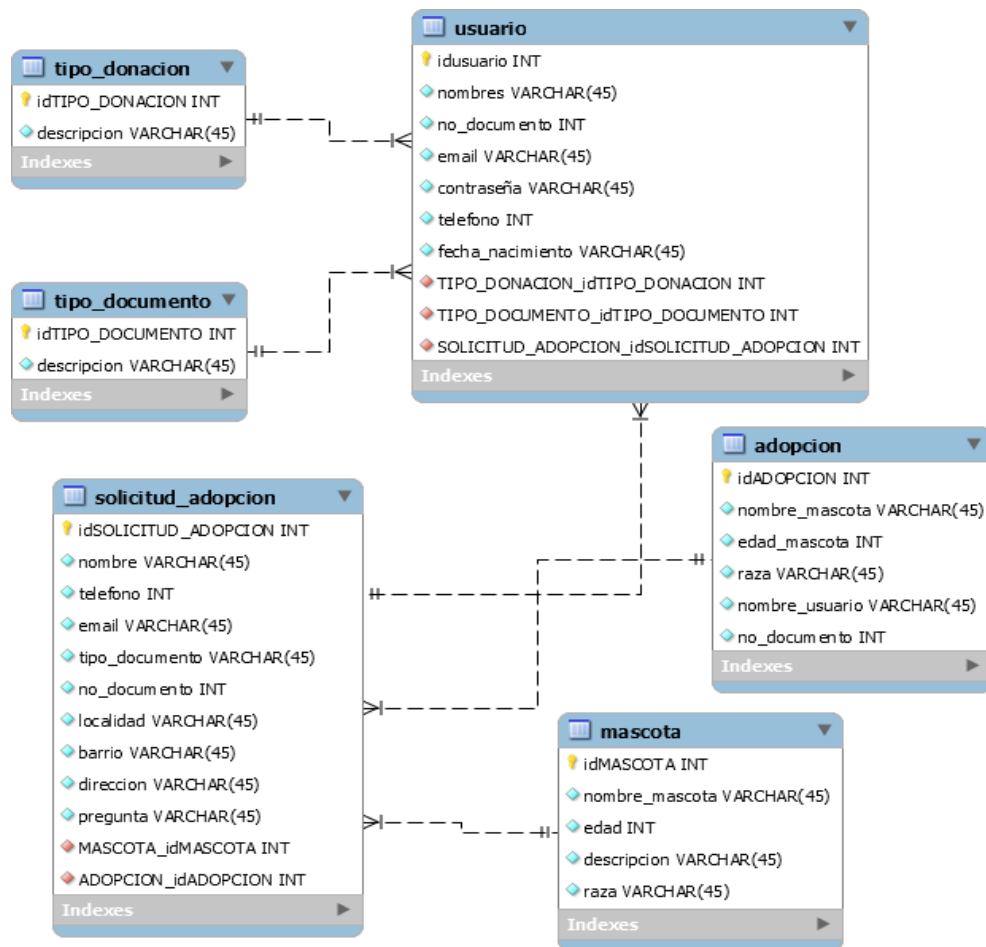 tipo_donacion
idTIPO_DONACION INT
descripcion VARCHAR(45)
Indexes
usuario
idusuario INT
nombres VARCHAR(45)
no_documento INT
email VARCHAR(45)
contraseña VARCHAR(45)
telefono INT
fecha_nacimiento VARCHAR(45)
TIPO_DONACION_idTIPO_DONACION INT
TIPO_DOCUMENTO_idTIPO_DOCUMENTO INT
SOLICITUD_ADOPCION_idSOLICITUD_ADOPCION INT
Indexes
tipo_documento
idTIPO_DOCUMENTO INT
descripcion VARCHAR(45)
Indexes
adopcion
idADOPCION INT
nombre_mascota VARCHAR(45)
edad_mascota INT
raza VARCHAR(45)
nombre_usuario VARCHAR(45)
no_documento INT
Indexes
solicitud_adopcion
idSOLICITUD_ADOPCION INT
nombre VARCHAR(45)
telefono INT
email VARCHAR(45)
tipo_documento VARCHAR(45)
no_documento INT
localidad VARCHAR(45)
barrio VARCHAR(45)
direccion VARCHAR(45)
pregunta VARCHAR(45)
MASCOTA_idMASCOTA INT
ADOPCION_idADOPCION INT
Indexes
mascota
idMASCOTA INT
nombre_mascota VARCHAR(45)
edad INT
descripcion VARCHAR(45)
raza VARCHAR(45)
Indexes